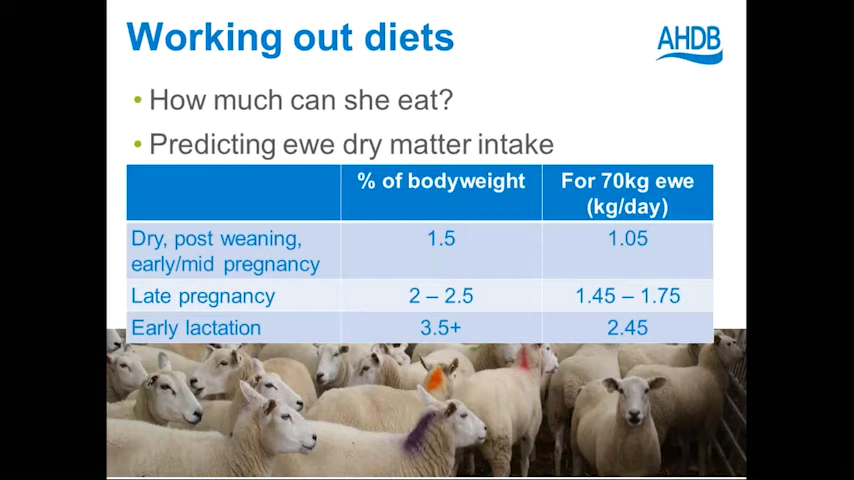 Working out diets
AHDB
• How much can she eat?
• Predicting ewe dry matter intake
% of bodyweight
For 70kg ewe
(kg/day)
Dry, post weaning,
early/mid pregnancy
1.5
1.05
Late pregnancy
2 – 2.5
1.45 – 1.75
Early lactation
3.5+
2.45